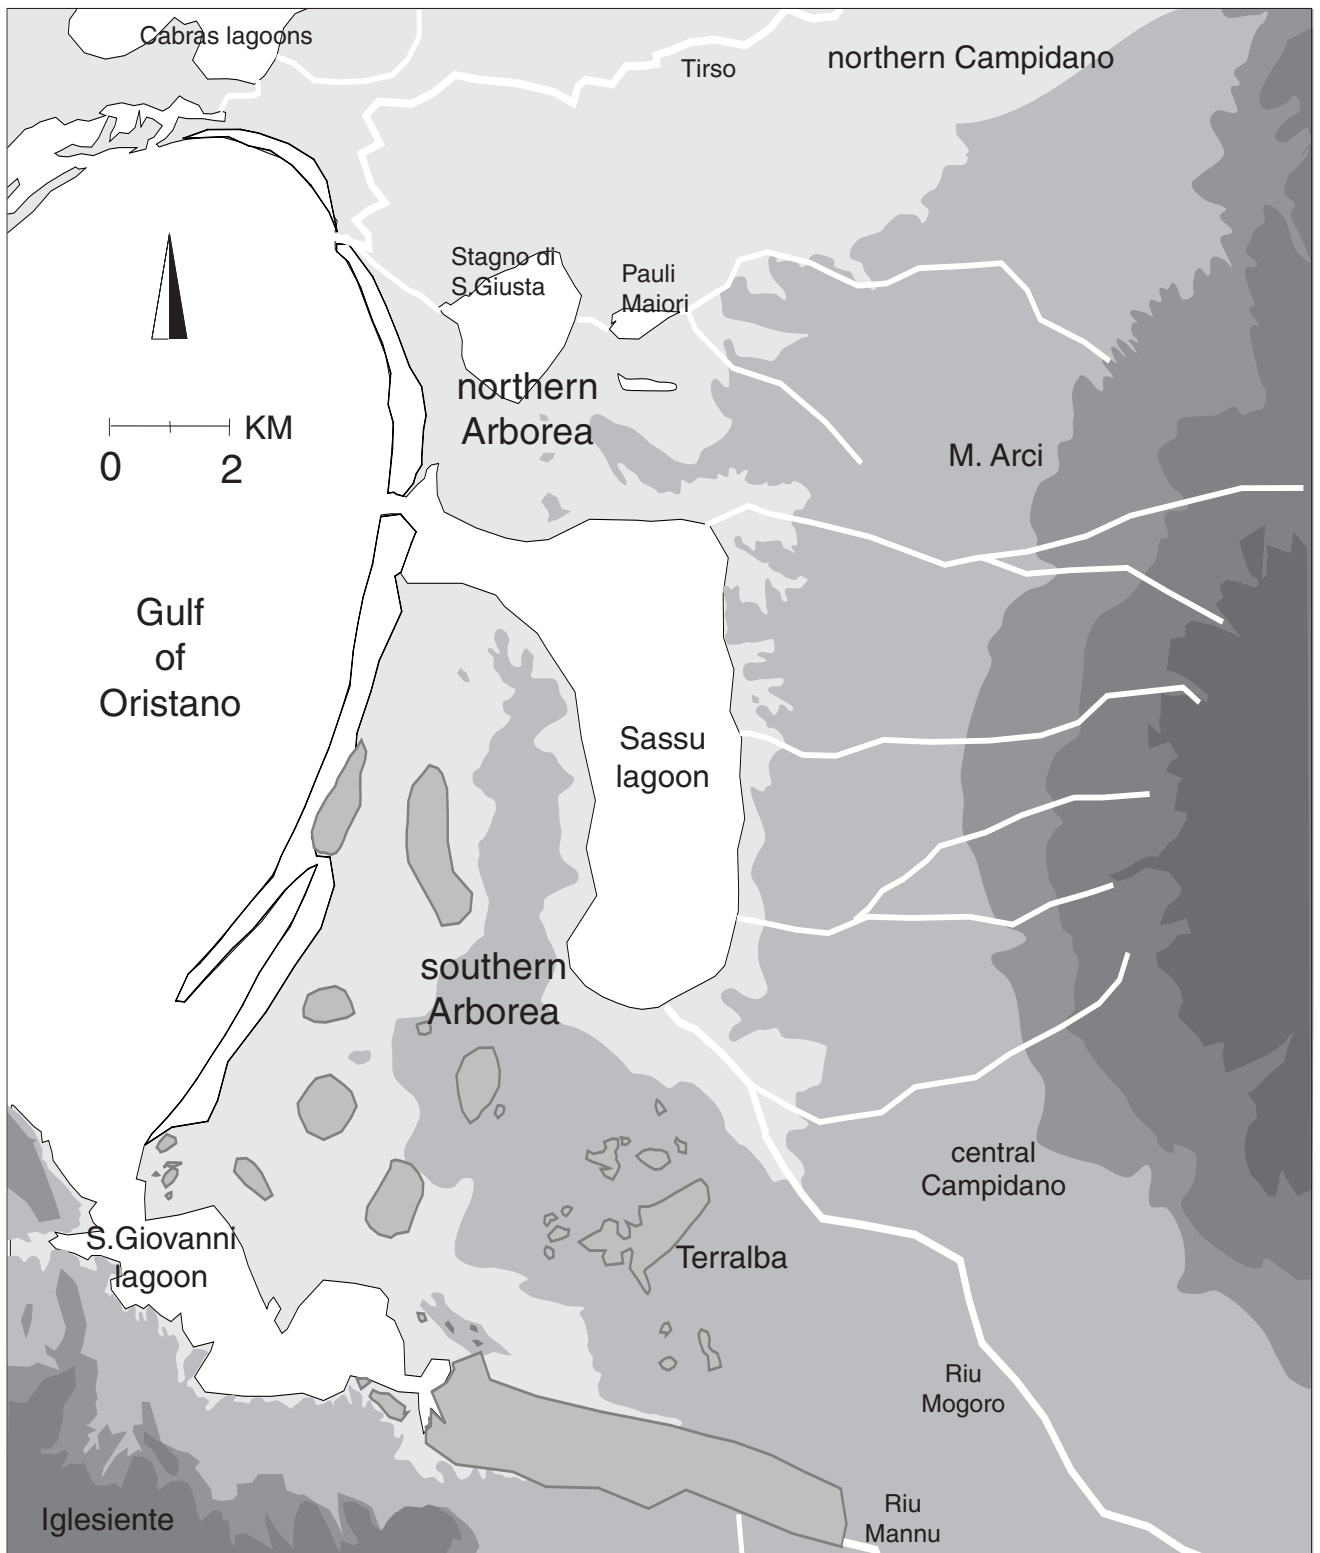 Cabras lagoons
Tirso
northern Campidano
Stagno di
S.Giusta
Pauli
Maiori
northern
Arborea
KM
0 2
M. Arci
Gulf
of
Oristano
Sassu
lagoon
southern
Arborea
central
Campidano
S.Giovanni
lagoon
Terralba
Riu
Mogoro
Iglesiente
Riu
Mannu